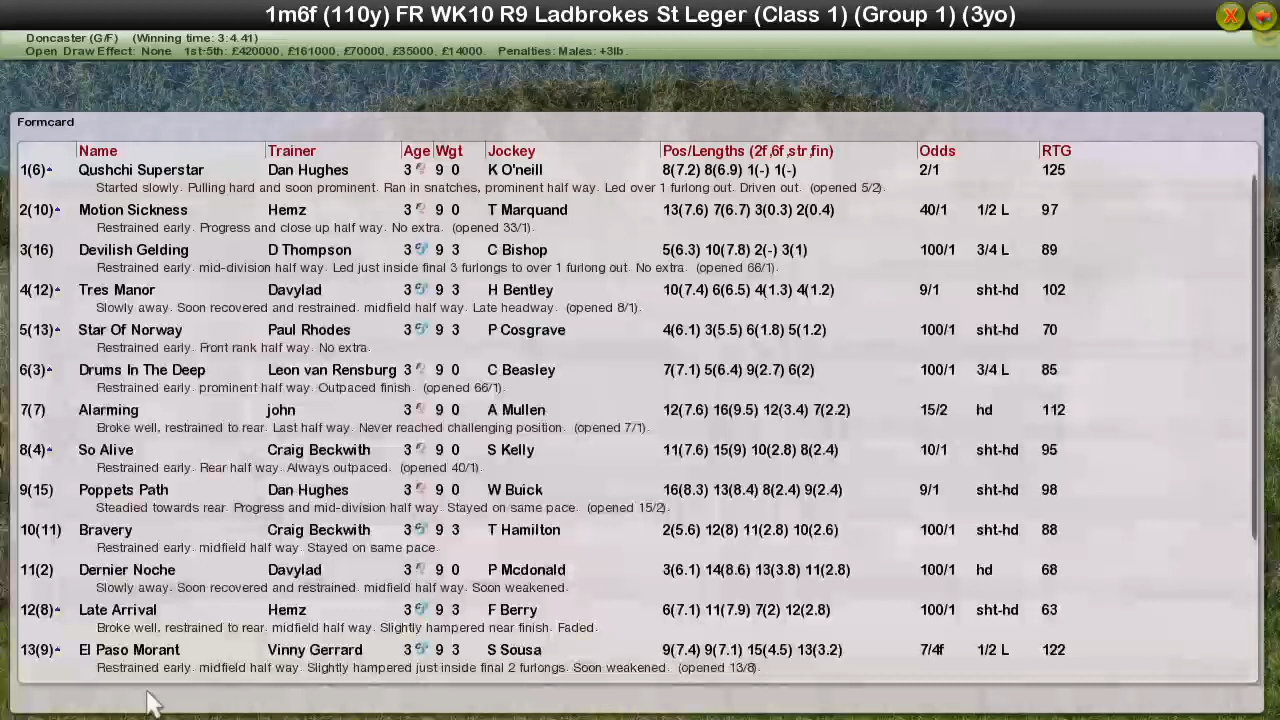 1m6f (110y) FR WK10 R9 Ladbrokes St Leger (Class 1) (Group 1) (3yo)
Doncaster (G/F) (Winning time: 3:4.41)
Open Draw Effect: None 1st-5th: £420000, £161000, £70000, £35000, £14000. Penalties: Males: +3lb.
Formcard
Name Trainer Age Wgt Jockey Pos/Lengths (2f,6f,str,fin) Odds RTG
1(6) Qushchi Superstar Dan Hughes 3 9 0 K O'neill 8(7.2) 8(6.9) 1(-) 1(-) 2/1 125
Started slowly. Pulling hard and soon prominent. Ran in snatches, prominent half way. Led over 1 furlong out. Driven out. (opened 5/2).
2(10) Motion Sickness Hemz 3 9 0 T Marquand 13(7.6) 7(6.7) 3(0.3) 2(0.4) 40/1 1/2 L 97
Restrained early. Progress and close up half way. No extra. (opened 33/1).
3(16) Devilish Gelding D Thompson 3 9 3 C Bishop 5(6.3) 10(7.8) 2(-) 3(1) 100/1 3/4 L 89
Restrained early. mid-division half way. Led just inside final 3 furlongs to over 1 furlong out. No extra. (opened 66/1).
4(12) Tres Manor Davylad 3 9 3 H Bentley 10(7.4) 6(6.5) 4(1.3) 4(1.2) 9/1 sht-hd 102
Slowly away. Soon recovered and restrained. midfield half way. Late headway. (opened 8/1).
5(13) Star Of Norway Paul Rhodes 3 9 3 P Cosgrave 4(6.1) 3(5.5) 6(1.8) 5(1.2) 100/1 sht-hd 70
Restrained early. Front rank half way. No extra.
6(3) Drums In The Deep Leon van Rensburg 3 9 0 C Beasley 7(7.1) 5(6.4) 9(2.7) 6(2) 100/1 3/4 L 85
Restrained early. prominent half way. Outpaced finish. (opened 66/1).
7(7) Alarming john 3 9 0 A Mullen 12(7.6) 16(9.5) 12(3.4) 7(2.2) 15/2 hd 112
Broke well, restrained to rear. Last half way. Never reached challenging position. (opened 7/1).
8(4) So Alive Craig Beckwith 3 9 0 S Kelly 11(7.6) 15(9) 10(2.8) 8(2.4) 10/1 sht-hd 95
Restrained early. Rear half way. Always outpaced. (opened 40/1).
9(15) Poppets Path Dan Hughes 3 9 0 W Buick 16(8.3) 13(8.4) 8(2.4) 9(2.4) 9/1 sht-hd 98
Steadied towards rear. Progress and mid-division half way. Stayed on same pace. (opened 15/2).
10(11) Bravery Craig Beckwith 3 9 3 T Hamilton 2(5.6) 12(8) 11(2.8) 10(2.6) 100/1 sht-hd 88
Restrained early. midfield half way. Stayed on same pace.
11(2) Dernier Noche Davylad 3 9 0 P Mcdonald 3(6.1) 14(8.6) 13(3.8) 11(2.8) 100/1 hd 68
Slowly away. Soon recovered and restrained. midfield half way. Soon weakened.
12(8) Late Arrival Hemz 3 9 3 F Berry 6(7.1) 11(7.9) 7(2) 12(2.8) 100/1 sht-hd 63
Broke well, restrained to rear. midfield half way. Slightly hampered near finish. Faded.
13(9) El Paso Morant Vinny Gerrard 3 9 3 S Sousa 9(7.4) 9(7.1) 15(4.5) 13(3.2) 7/4f 1/2 L 122
Restrained early. midfield half way. Slightly hampered just inside final 2 furlongs. Soon weakened. (opened 13/8).